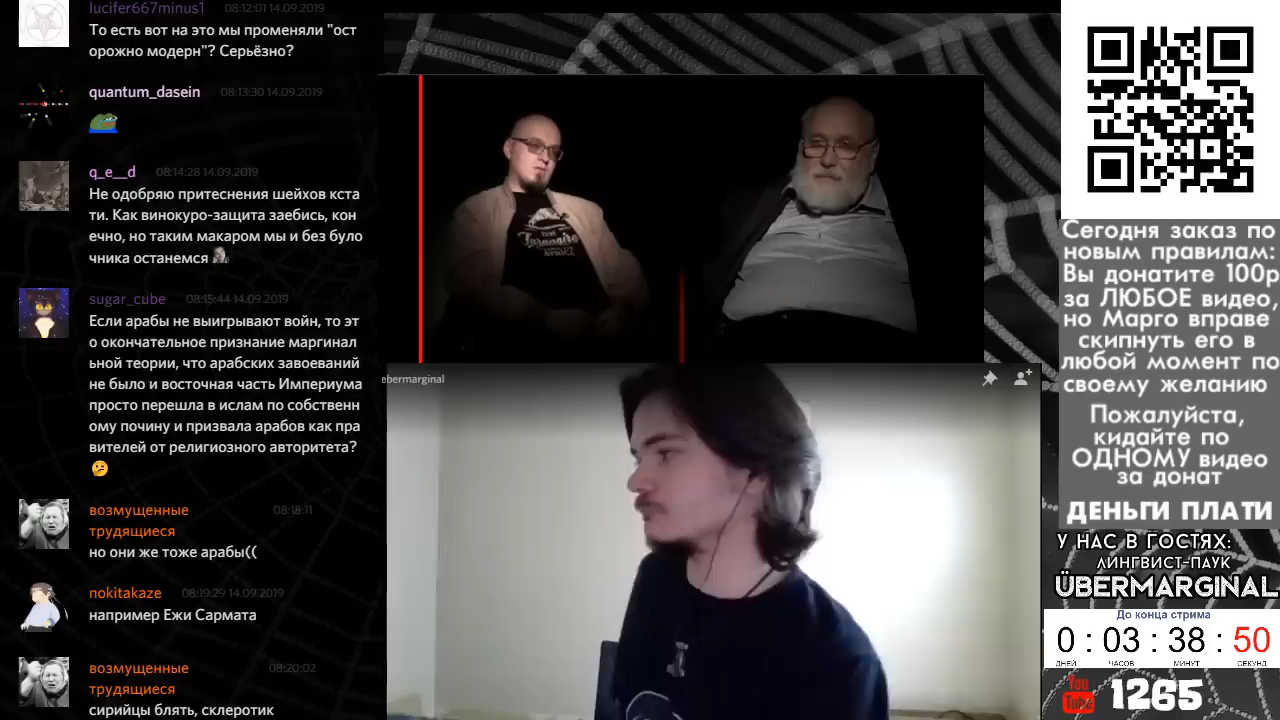 lucifer667minus1 08:12:01 14.09.2019
То есть вот на это мы променяли "ост
орожно модерн"? Серьёзно?
quantum_dasein 08:13:30 14.09.2019
q_e__d 08:14:28 14.09.2019
Не одобряю притеснения шейхов кста
ти. Как винокуро-защита заебись, кон
ечно, но таким макаром мы и без було
чника останемся
sugar_cube 08:15:44 14.09.2019
Если арабы не выигрывают войн, то эт
о окончательное признание маргинал
ьной теории, что арабских завоеваний
не было и восточная часть Империума
просто перешла в ислам по собственн
ому почину и призвала арабов как пра
вителей от религиозного авторитета?
возмущенные 08:18:11
трудящиеся
но они же тоже арабы((
nokitakaze 08:19:29 14.09.2019
например Ежи Сармата
возмущенные 08:20:02
трудящиеся
сирийцы блять, склеротик
ebermarginal
Сегодня заказ по
новым правилам:
Вы донатите 100р
за ЛЮБОЕ видео,
но Марго вправе
скипнуть его в
любой момент по
своему желанию
Пожалуйста,
кидайте по
ОДНОМУ видео
за донат
ДЕНЬГИ ПЛАТИ
У НАС В ГОСТЯХ:
ЛИНГВИСТ-ПАУК
ÜBERMARGINAL
До конца стрима
0 : 03 : 38 : 50
ДНЕЙ ЧАСОВ МИНУТ СЕКУНД
You Tube 1265